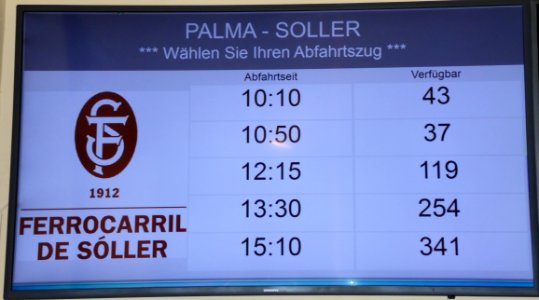 PALMA - SOLLER
*** Wählen Sie Ihren Abfahrtszug ***
Abfahrtseit Verfügbar
10:10 43
10:50 37
12:15 119
13:30 254
15:10 341
CFS
1912
FERROCARRIL
DE SÓLLER